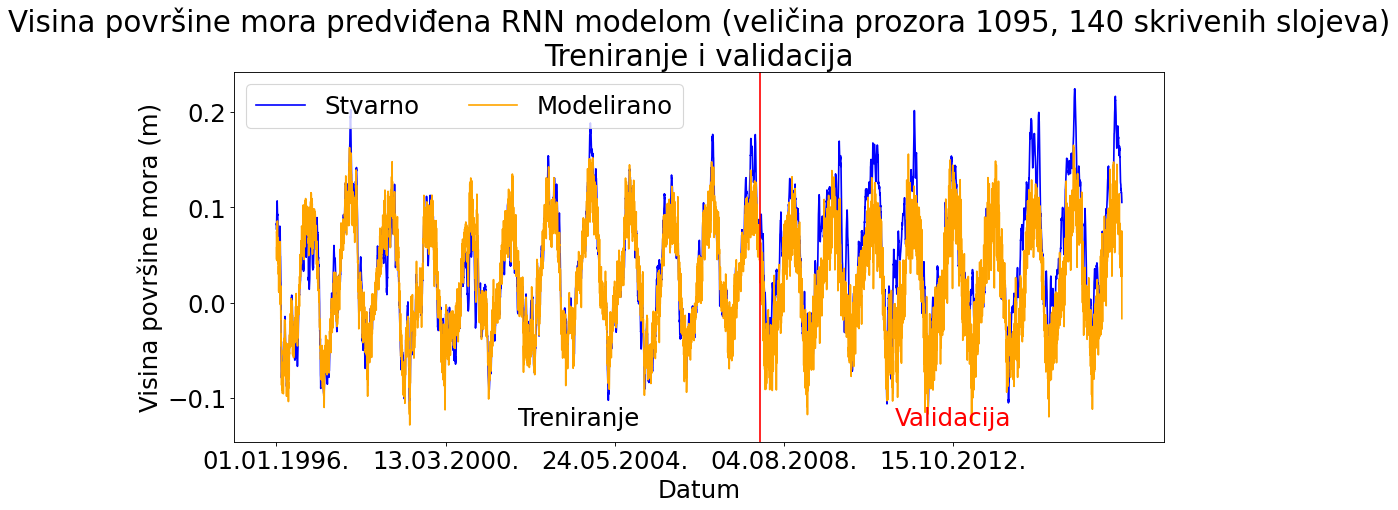 Visina površine mora predviđena RNN modelom (veličina prozora 1095, 140 skrivenih slojeva)
Treniranje i validacija
Stvarno Modelirano
Visina površine mora (m)
0.2
0.1
0.0
−0.1
Treniranje Validacija
01.01.1996. 13.03.2000. 24.05.2004. 04.08.2008. 15.10.2012.
Datum